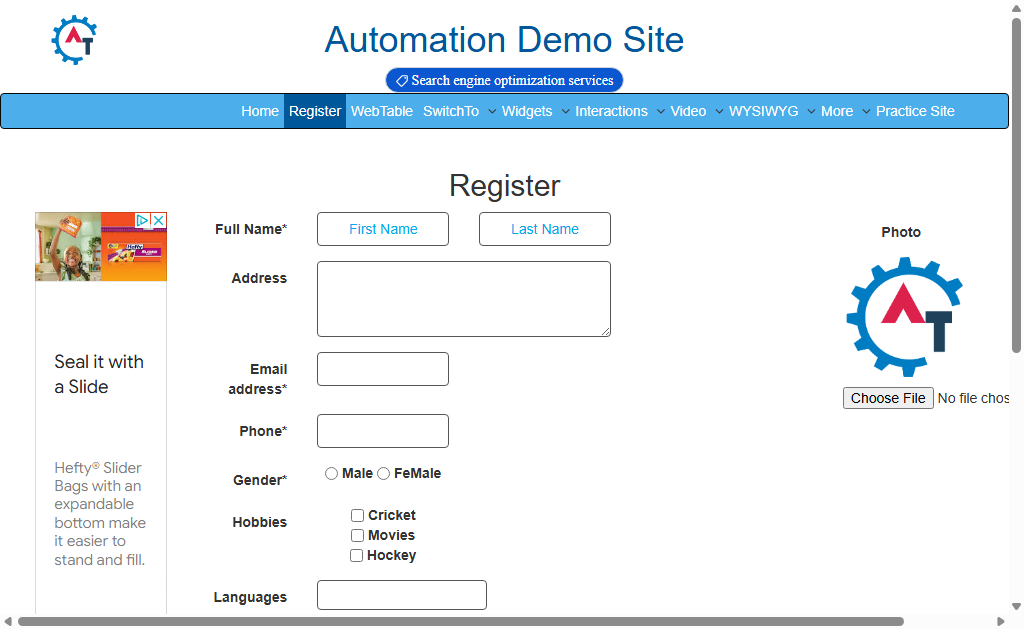 Automation Demo Site
Search engine optimization services
Home Register WebTable SwitchTo Widgets Interactions Video WYSIWYG More Practice Site
Register
Full Name* First Name Last Name
Photo
Address
Email
address*
Choose File No file chos
Phone*
Gender* Male FeMale
Hobbies Cricket
Movies
Hockey
Languages
Hefty
Seal it with
a Slide
Hefty® Slider
Bags with an
expandable
bottom make
it easier to
stand and fill.